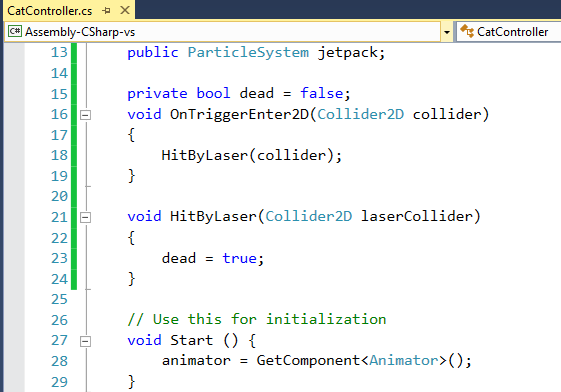 CatController.cs
Assembly-CSharp-vs CatController
13 public ParticleSystem jetpack;
14
15 private bool dead = false;
16 void OnTriggerEnter2D(Collider2D collider)
17 {
18 HitByLaser(collider);
19 }
20
21 void HitByLaser(Collider2D laserCollider)
22 {
23 dead = true;
24 }
25
26 // Use this for initialization
27 void Start () {
28 animator = GetComponent<Animator>();
29 }